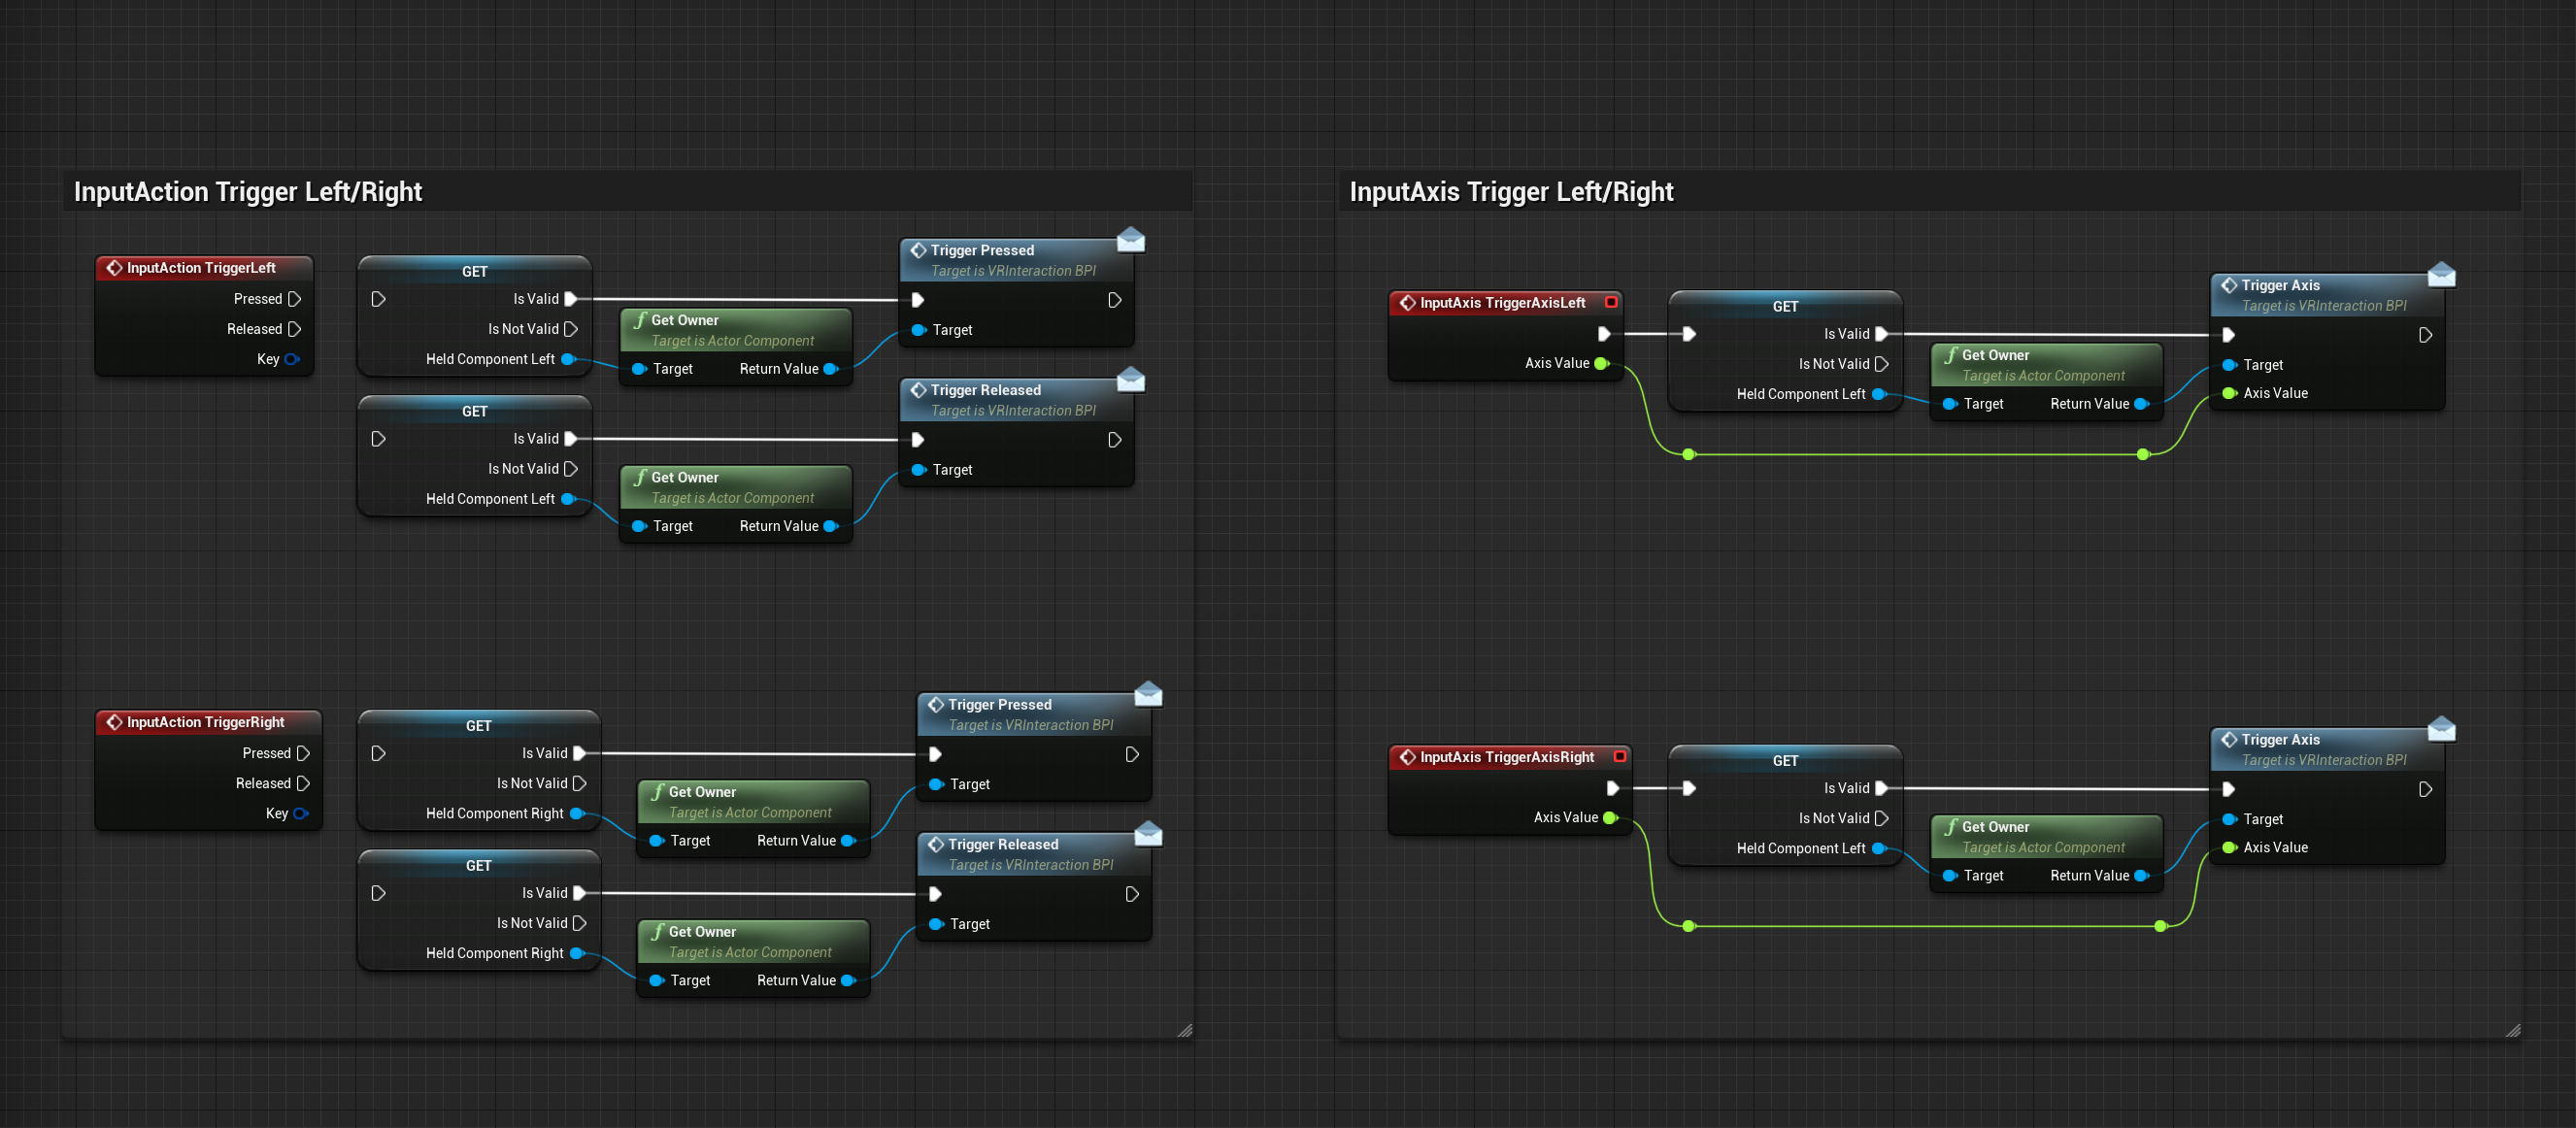 InputAction Trigger Left/Right
InputAction TriggerLeft
Pressed
Released
Key
GET
Is Valid
Is Not Valid
Held Component Left
Get Owner
Target is Actor Component
Target Return Value
Trigger Pressed
Target is VRInteraction BPI
Target
GET
Is Valid
Is Not Valid
Held Component Left
Get Owner
Target is Actor Component
Target Return Value
Trigger Released
Target is VRInteraction BPI
Target
InputAction TriggerRight
Pressed
Released
Key
GET
Is Valid
Is Not Valid
Held Component Right
Get Owner
Target is Actor Component
Target Return Value
Trigger Pressed
Target is VRInteraction BPI
Target
GET
Is Valid
Is Not Valid
Held Component Right
Get Owner
Target is Actor Component
Target Return Value
Trigger Released
Target is VRInteraction BPI
Target
InputAxis Trigger Left/Right
InputAxis TriggerAxisLeft
Axis Value
GET
Is Valid
Is Not Valid
Held Component Left
Get Owner
Target is Actor Component
Target Return Value
Trigger Axis
Target is VRInteraction BPI
Target
Axis Value
InputAxis TriggerAxisRight
Axis Value
GET
Is Valid
Is Not Valid
Held Component Left
Get Owner
Target is Actor Component
Target Return Value
Trigger Axis
Target is VRInteraction BPI
Target
Axis Value